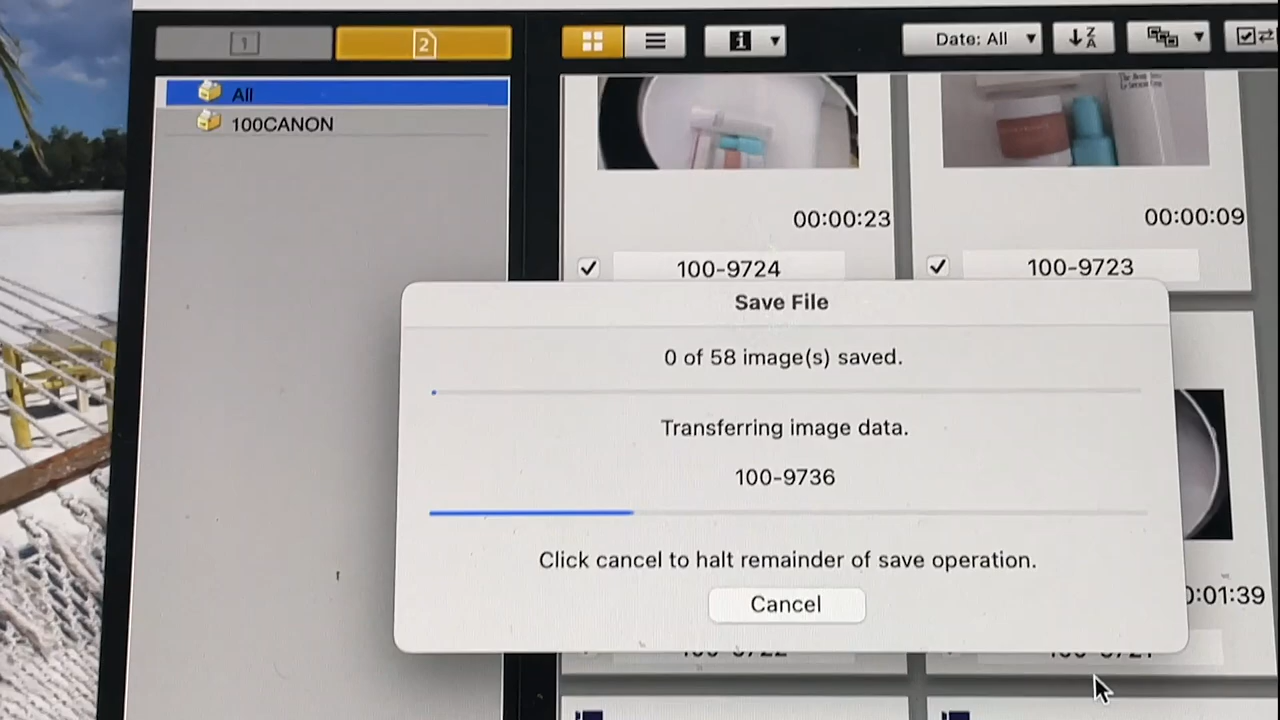 1
2
Date: All
All
100CANON
00:00:23
00:00:09
100-9724
100-9723
Save File
0 of 58 image(s) saved.
Transferring image data.
100-9736
Click cancel to halt remainder of save operation.
Cancel
0:01:39